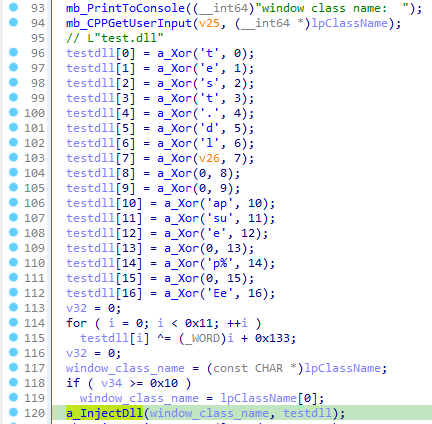 93 mb_PrintToConsole((__int64)"window class name:  ");
94 mb_CPPGetUserInput(v25, (__int64 *)lpClassName);
95 // L"test.dll"
96 testdll[0] = a_Xor('t', 0);
97 testdll[1] = a_Xor('e', 1);
98 testdll[2] = a_Xor('s', 2);
99 testdll[3] = a_Xor('t', 3);
100 testdll[4] = a_Xor('.', 4);
101 testdll[5] = a_Xor('d', 5);
102 testdll[6] = a_Xor('l', 6);
103 testdll[7] = a_Xor(v26, 7);
104 testdll[8] = a_Xor(0, 8);
105 testdll[9] = a_Xor(0, 9);
106 testdll[10] = a_Xor('ap', 10);
107 testdll[11] = a_Xor('su', 11);
108 testdll[12] = a_Xor('e', 12);
109 testdll[13] = a_Xor(0, 13);
110 testdll[14] = a_Xor('p%', 14);
111 testdll[15] = a_Xor(0, 15);
112 testdll[16] = a_Xor('Ee', 16);
113 v32 = 0;
114 for ( i = 0; i < 0x11; ++i )
115 testdll[i] ^= (_WORD)i + 0x133;
116 v32 = 0;
117 window_class_name = (const CHAR *)lpClassName;
118 if ( v34 >= 0x10 )
119 window_class_name = lpClassName[0];
120 a_InjectDll(window_class_name, testdll);